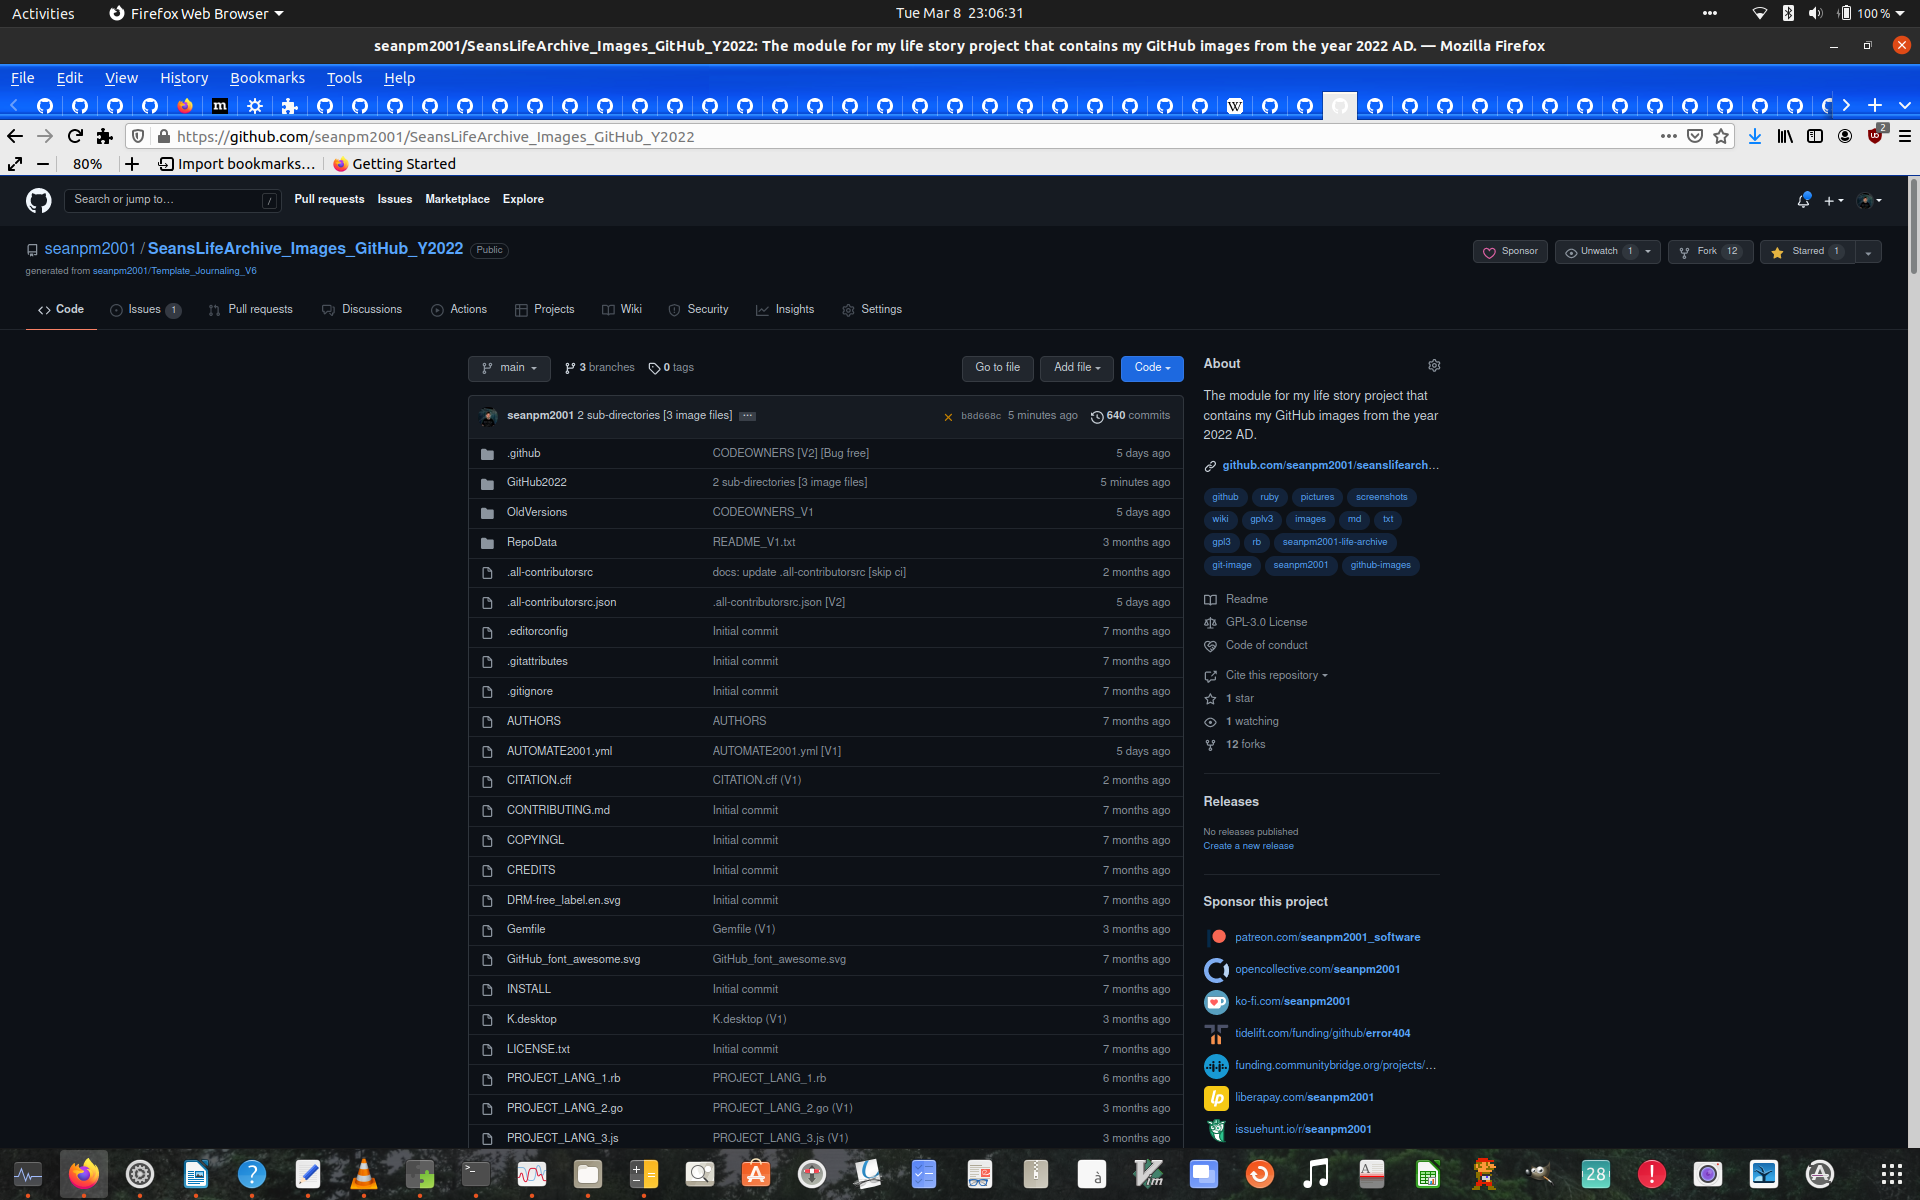 Activities
Firefox Web Browser
Tue Mar 8 23:06:31
100 %
seanpm2001/SeansLifeArchive_Images_GitHub_Y2022: The module for my life story project that contains my GitHub images from the year 2022 AD. — Mozilla Firefox
File Edit View History Bookmarks Tools Help
https://github.com/seanpm2001/SeansLifeArchive_Images_GitHub_Y2022
2
80%
Import bookmarks...
Getting Started
Search or jump to...
/
Pull requests Issues Marketplace Explore
seanpm2001 / SeansLifeArchive_Images_GitHub_Y2022 Public
Sponsor
Unwatch 1
Fork 12
Starred 1
generated from seanpm2001/Template_Journaling_V6
Code
Issues 1
Pull requests
Discussions
Actions
Projects
Wiki
Security
Insights
Settings
main
3 branches
0 tags
Go to file
Add file
Code
seanpm2001 2 sub-directories [3 image files] b8d668c 5 minutes ago 640 commits
.github CODEOWNERS [V2] [Bug free] 5 days ago
GitHub2022 2 sub-directories [3 image files] 5 minutes ago
OldVersions CODEOWNERS_V1 5 days ago
RepoData README_V1.txt 3 months ago
.all-contributorsrc docs: update .all-contributorsrc [skip ci] 2 months ago
.all-contributorsrc.json .all-contributorsrc.json [V2] 5 days ago
.editorconfig Initial commit 7 months ago
.gitattributes Initial commit 7 months ago
.gitignore Initial commit 7 months ago
AUTHORS AUTHORS 7 months ago
AUTOMATE2001.yml AUTOMATE2001.yml [V1] 5 days ago
CITATION.cff CITATION.cff (V1) 2 months ago
CONTRIBUTING.md Initial commit 7 months ago
COPYINGL Initial commit 7 months ago
CREDITS Initial commit 7 months ago
DRM-free_label.en.svg Initial commit 7 months ago
Gemfile Gemfile (V1) 3 months ago
GitHub_font_awesome.svg GitHub_font_awesome.svg 7 months ago
INSTALL Initial commit 7 months ago
K.desktop K.desktop (V1) 3 months ago
LICENSE.txt Initial commit 7 months ago
PROJECT_LANG_1.rb PROJECT_LANG_1.rb 6 months ago
PROJECT_LANG_2.go PROJECT_LANG_2.go (V1) 3 months ago
PROJECT_LANG_3.js PROJECT_LANG_3.js (V1) 3 months ago
About
The module for my life story project that
contains my GitHub images from the year
2022 AD.
github.com/seanpm2001/seanslifearch...
github ruby pictures screenshots
wiki gplv3 images md txt
gpl3 rb seanpm2001-life-archive
git-image seanpm2001 github-images
Readme
GPL-3.0 License
Code of conduct
Cite this repository
1 star
1 watching
12 forks
Releases
No releases published
Create a new release
Sponsor this project
patreon.com/seanpm2001_software
opencollective.com/seanpm2001
ko-fi.com/seanpm2001
tidelift.com/funding/github/error404
funding.communitybridge.org/projects/...
liberapay.com/seanpm2001
issuehunt.io/r/seanpm2001
28